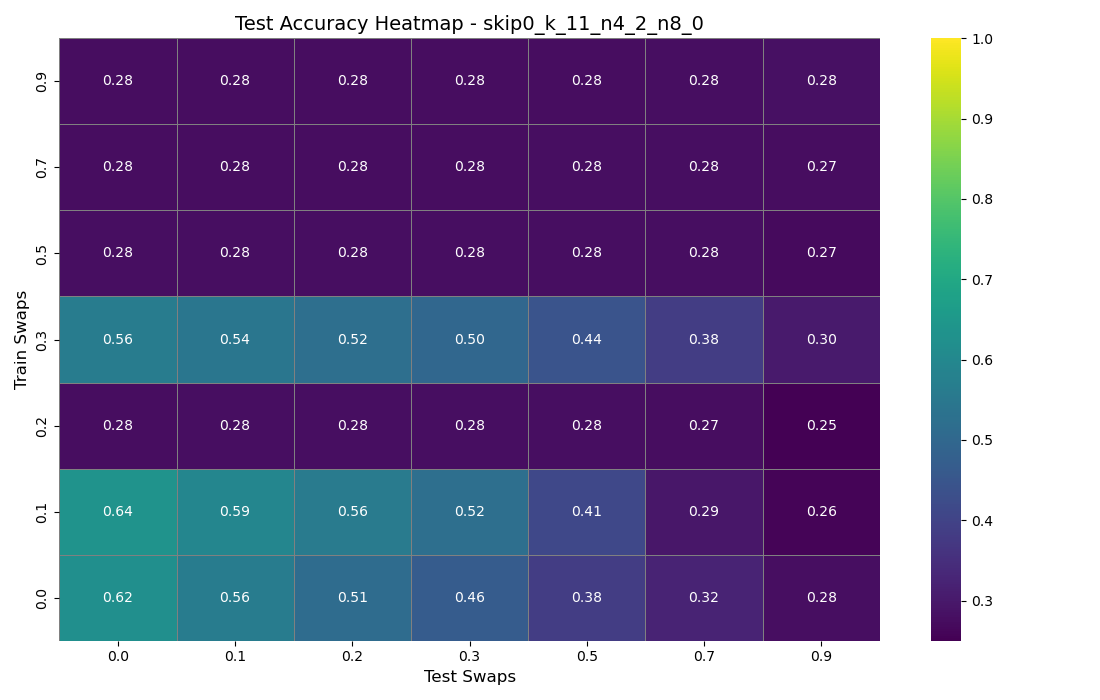 Test Accuracy Heatmap - skip0_k_11_n4_2_n8_0
Train Swaps
0.9 0.28 0.28 0.28 0.28 0.28 0.28 0.28
0.7 0.28 0.28 0.28 0.28 0.28 0.28 0.27
0.5 0.28 0.28 0.28 0.28 0.28 0.28 0.27
0.3 0.56 0.54 0.52 0.50 0.44 0.38 0.30
0.2 0.28 0.28 0.28 0.28 0.28 0.27 0.25
0.1 0.64 0.59 0.56 0.52 0.41 0.29 0.26
0.0 0.62 0.56 0.51 0.46 0.38 0.32 0.28
0.0 0.1 0.2 0.3 0.5 0.7 0.9
Test Swaps
1.0
0.9
0.8
0.7
0.6
0.5
0.4
0.3